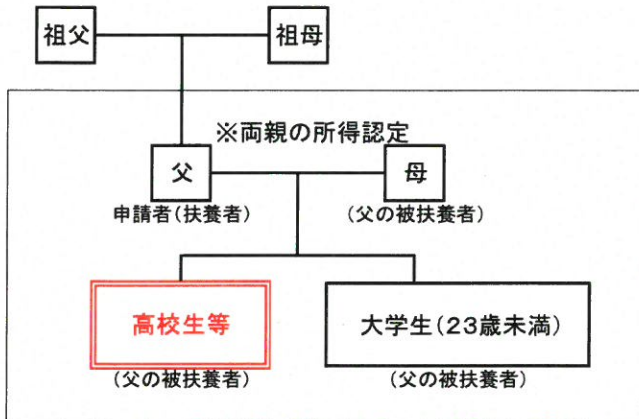 祖父
祖母
※両親の所得認定
父
母
申請者(扶養者)
(父の被扶養者)
高校生等
大学生(23歳未満)
(父の被扶養者)
(父の被扶養者)